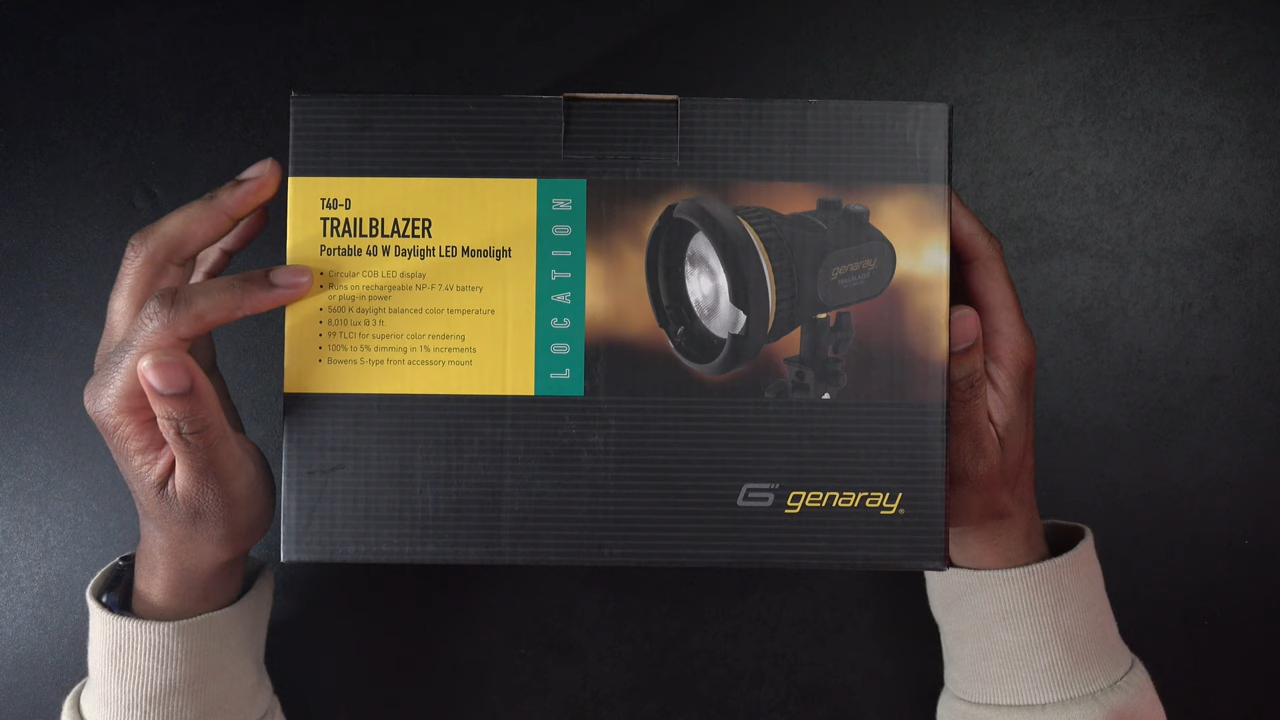 T40-D
TRAILBLAZER
Portable 40 W Daylight LED Monolight
• Circular COB LED display
• Runs on rechargeable NP-F 7.4V battery
or plug-in power
• 5600 K daylight balanced color temperature
• 8,010 lux @ 3 ft.
• 99 TLCI for superior color rendering
• 100% to 5% dimming in 1% increments
• Bowens S-type front accessory mount
LOCATION
genaray
TRAILBLAZER
G genaray®